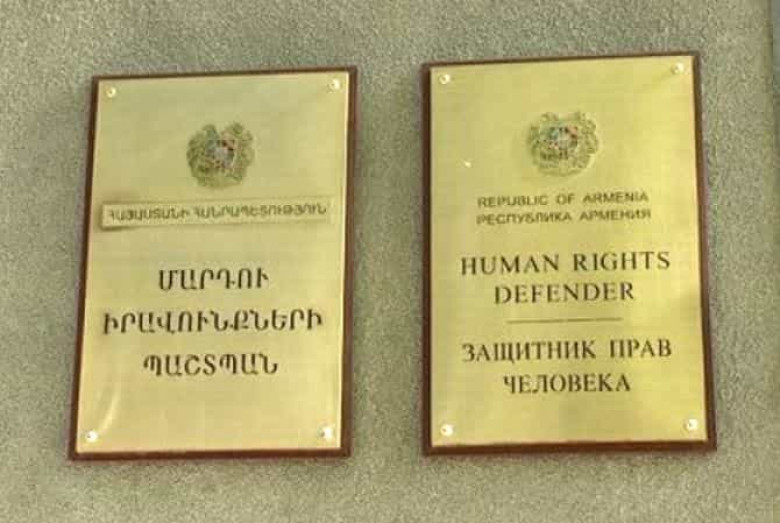 ՀԱՅԱՍՏԱՆԻ ՀԱՆՐԱՊԵՏՈՒԹՅՈՒՆ
ՄԱՐԴՈՒ
ԻՐԱՎՈՒՆՔՆԵՐԻ
ՊԱՇՏՊԱՆ
REPUBLIC OF ARMENIA
РЕСПУБЛИКА АРМЕНИЯ
HUMAN RIGHTS
DEFENDER
ЗАЩИТНИК ПРАВ
ЧЕЛОВЕКА